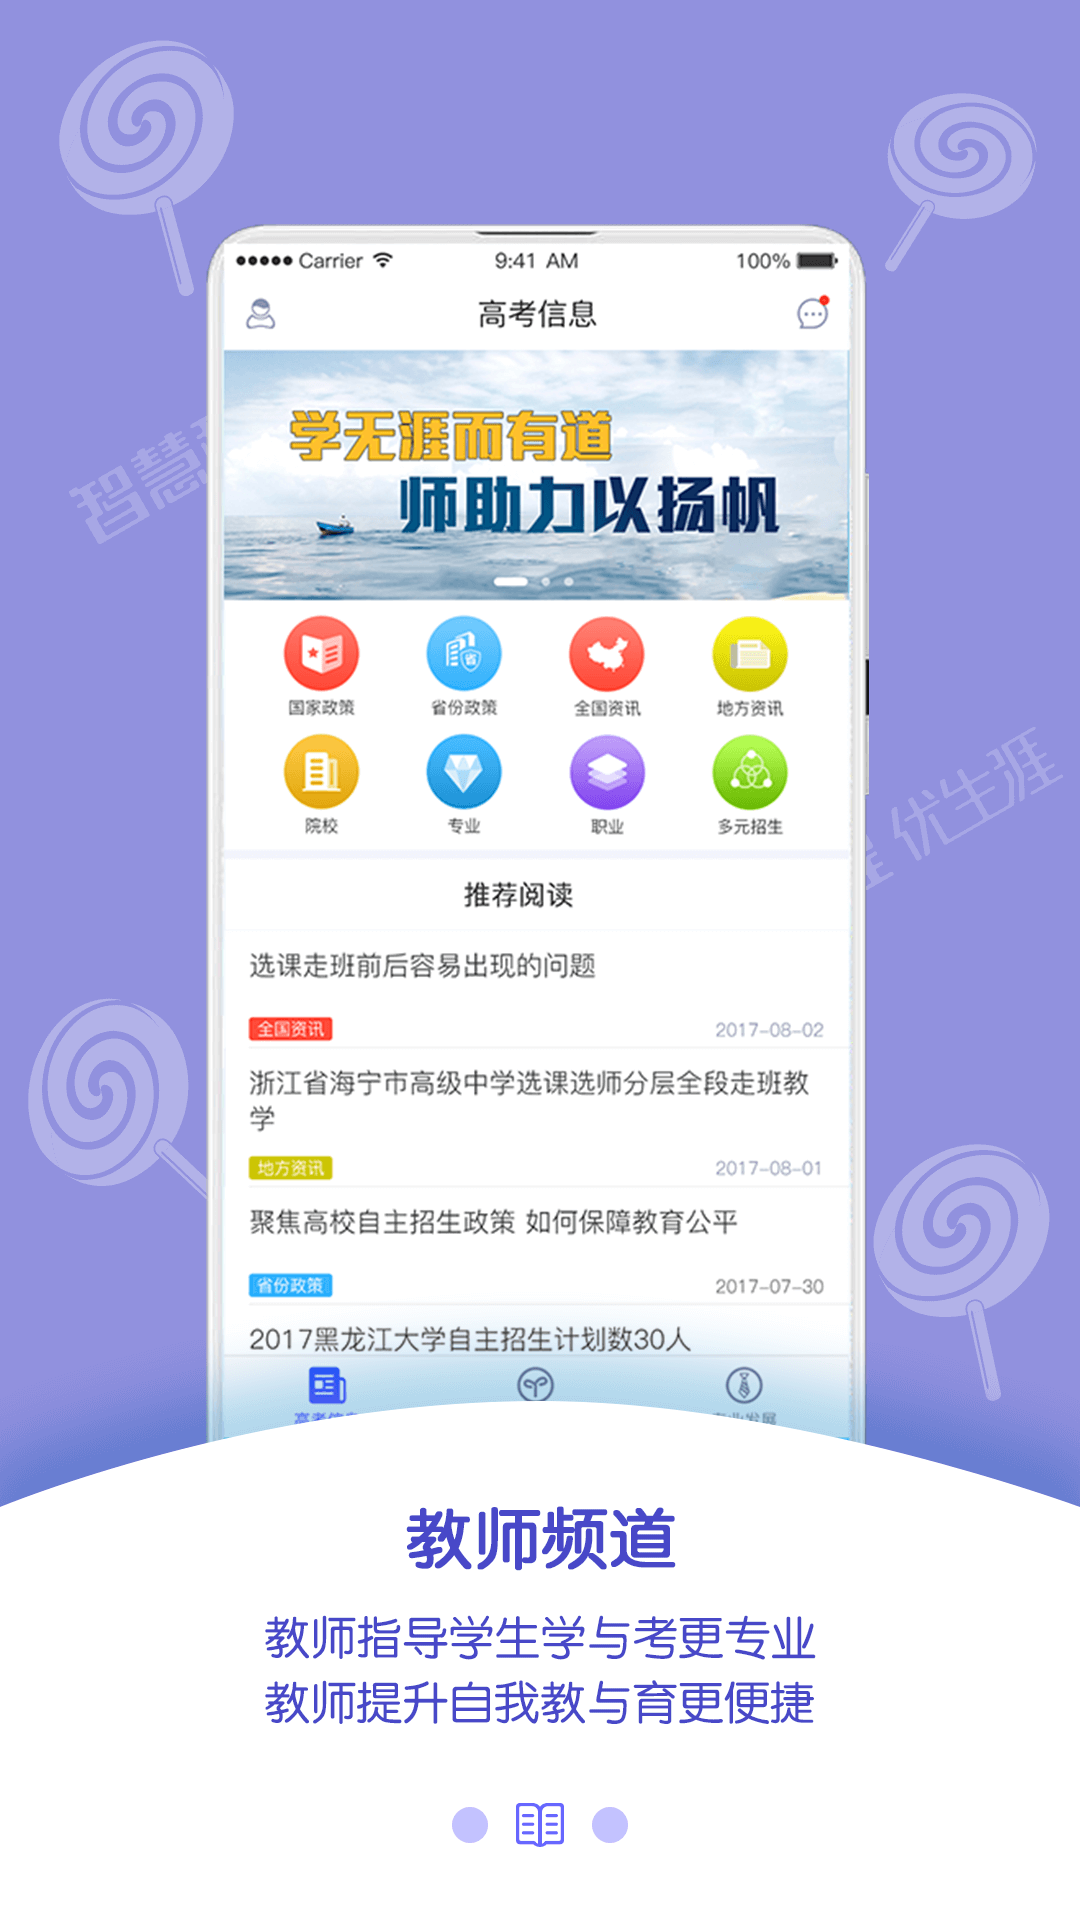 Carrier 9:41 AM 100%
高考信息
学无涯而有道
师助力以扬帆
智慧
国家政策 省份政策 全国资讯 地方资讯
省
院校 专业 职业 多元招生
优生涯
推荐阅读
选课走班前后容易出现的问题
全国资讯 2017-08-02
浙江省海宁市高级中学选课选师分层全段走班教
学
地方资讯 2017-08-01
聚焦高校自主招生政策 如何保障教育公平
省份政策 2017-07-30
2017黑龙江大学自主招生计划数30人
教师频道
教师指导学生学与考更专业
教师提升自我教与育更便捷